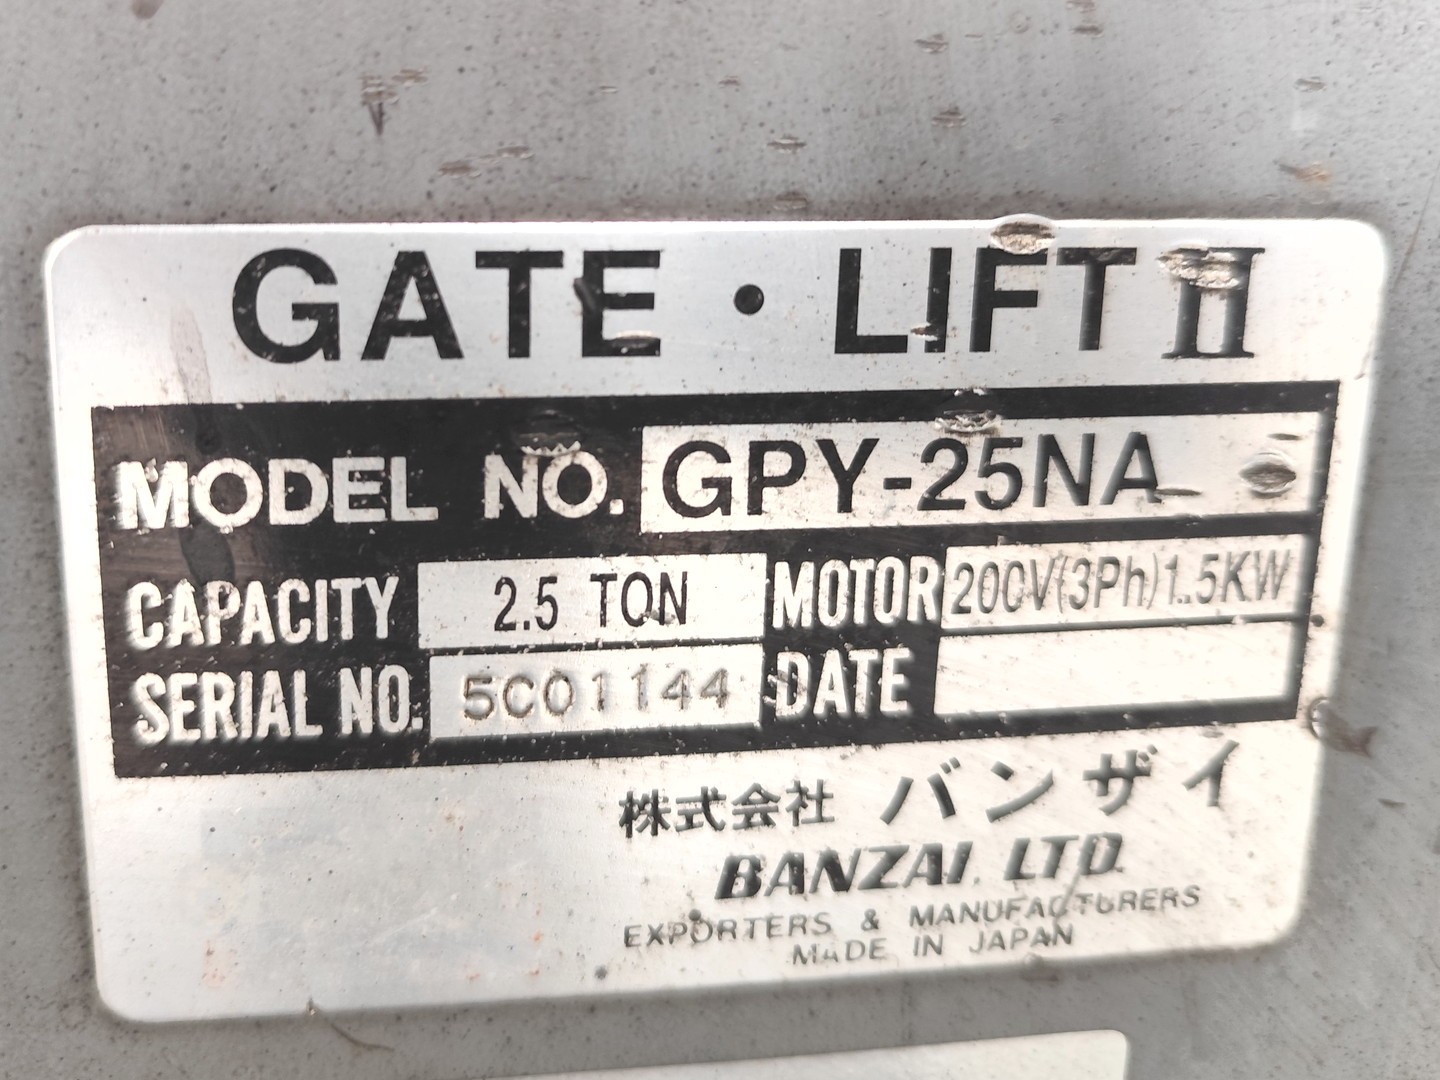 GATE・LIFT II
MODEL NO. GPY-25NA
CAPACITY 2.5 TON MOTOR 200V(3Ph)1.5KW
SERIAL NO. 5C01144 DATE
株式会社 バンザイ
BANZAI, LTD.
EXPORTERS & MANUFACTURERS
MADE IN JAPAN